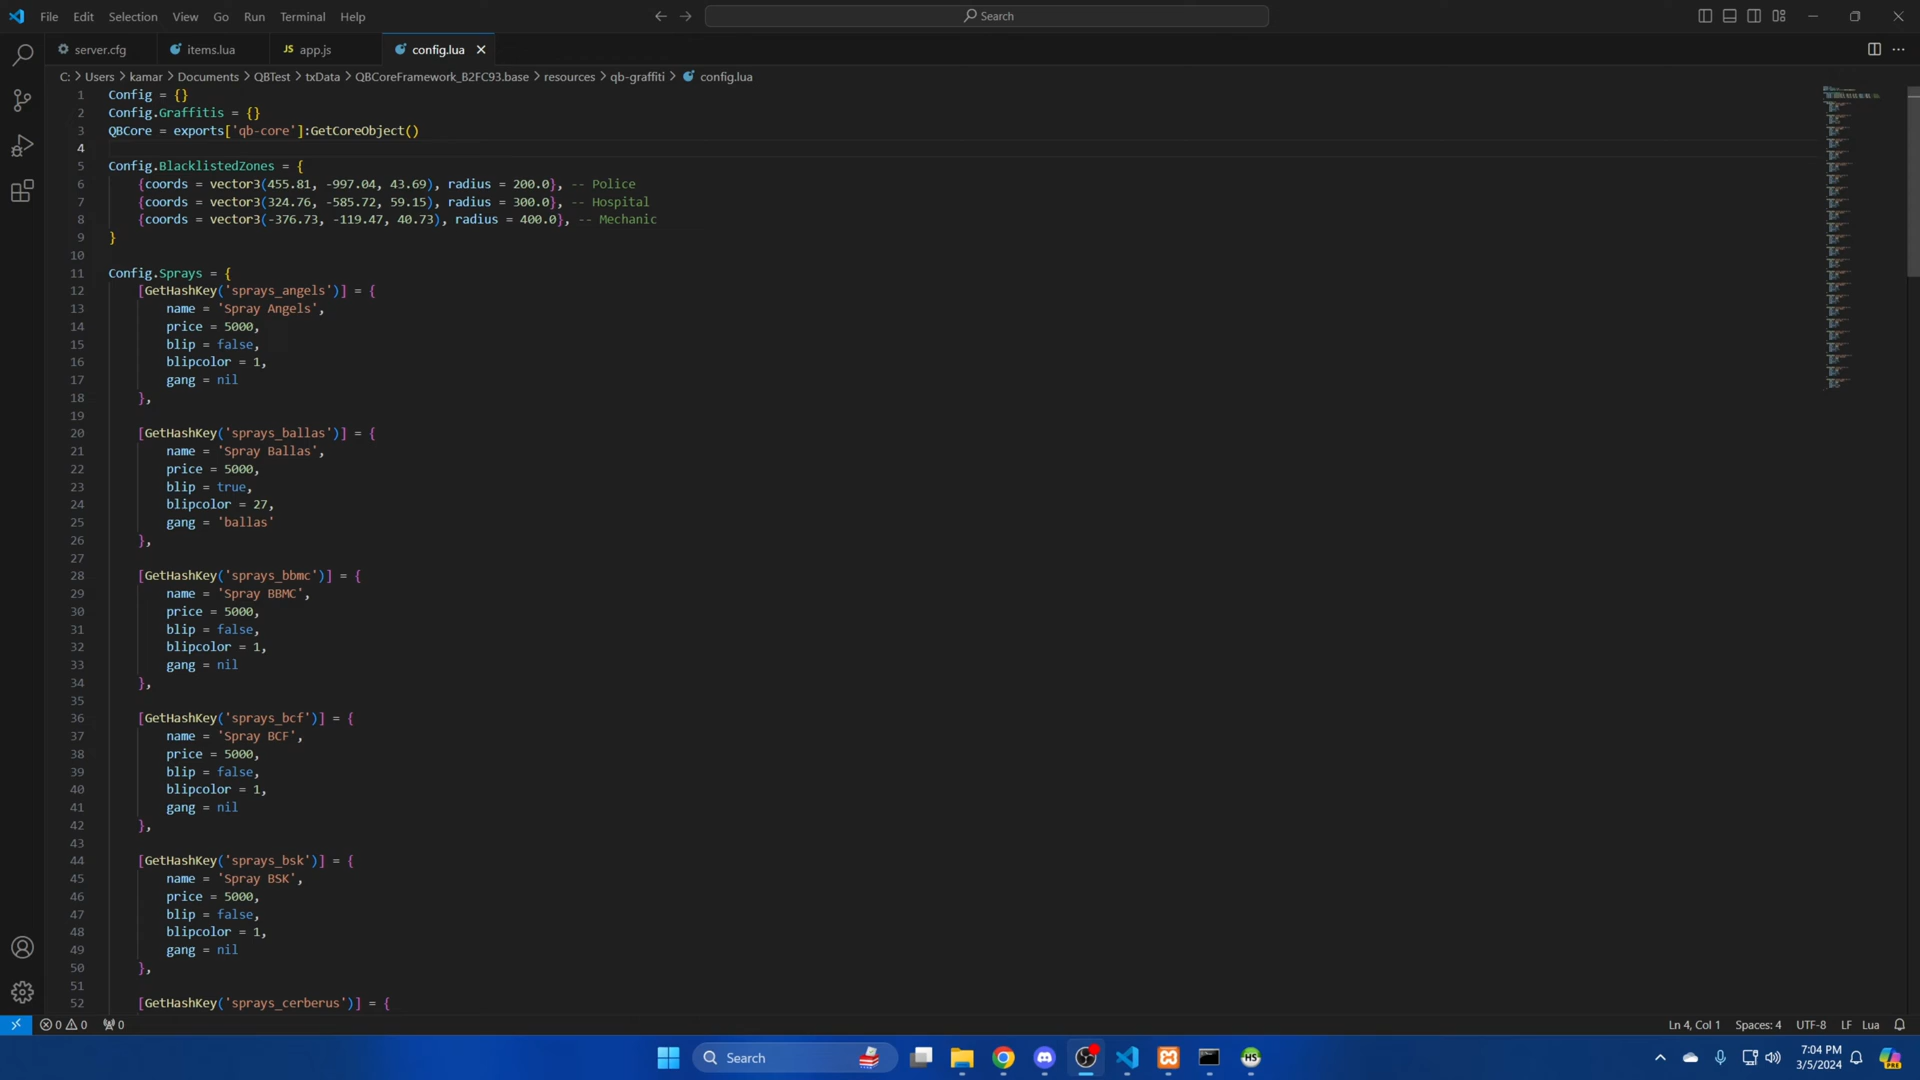 File Edit Selection View Go Run Terminal Help
Search
server.cfg
items.lua
JS app.js
config.lua
C: > Users > kamar > Documents > QBTest > txData > QBCoreFramework_B2FC93.base > resources > qb-graffiti > config.lua
1 Config = {}
2 Config.Graffitis = {}
3 QBCore = exports['qb-core']:GetCoreObject()
4
5 Config.BlacklistedZones = {
6 {coords = vector3(455.81, -997.04, 43.69), radius = 200.0}, -- Police
7 {coords = vector3(324.76, -585.72, 59.15), radius = 300.0}, -- Hospital
8 {coords = vector3(-376.73, -119.47, 40.73), radius = 400.0}, -- Mechanic
9 }
10
11 Config.Sprays = {
12 [GetHashKey('sprays_angels')] = {
13 name = 'Spray Angels',
14 price = 5000,
15 blip = false,
16 blipcolor = 1,
17 gang = nil
18 },
19
20 [GetHashKey('sprays_ballas')] = {
21 name = 'Spray Ballas',
22 price = 5000,
23 blip = true,
24 blipcolor = 27,
25 gang = 'ballas'
26 },
27
28 [GetHashKey('sprays_bbmc')] = {
29 name = 'Spray BBMC',
30 price = 5000,
31 blip = false,
32 blipcolor = 1,
33 gang = nil
34 },
35
36 [GetHashKey('sprays_bcf')] = {
37 name = 'Spray BCF',
38 price = 5000,
39 blip = false,
40 blipcolor = 1,
41 gang = nil
42 },
43
44 [GetHashKey('sprays_bsk')] = {
45 name = 'Spray BSK',
46 price = 5000,
47 blip = false,
48 blipcolor = 1,
49 gang = nil
50 },
51
52 [GetHashKey('sprays_cerberus')] = {
0 0 0
Ln 4, Col 1 Spaces: 4 UTF-8 LF Lua
Search
HS
7:04 PM
3/5/2024
PRE